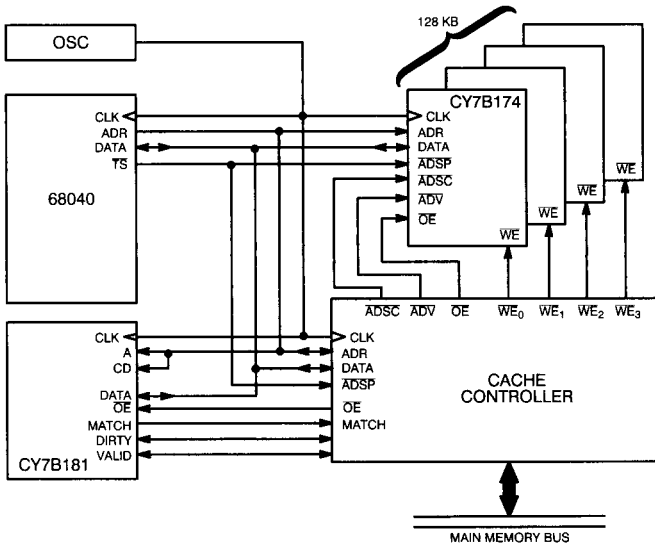 128 KB
OSC
CLK
ADR
DATA
TS
68040
CY7B174
CLK
ADR
DATA
ADSP
ADSC
ADV
OE
WE
WE
WE
WE
ADSC ADV OE WE0 WE1 WE2 WE3
CLK
A
CD
DATA
OE
MATCH
DIRTY
VALID
CY7B181
CLK
ADR
DATA
ADSP
OE
MATCH
CACHE
CONTROLLER
MAIN MEMORY BUS